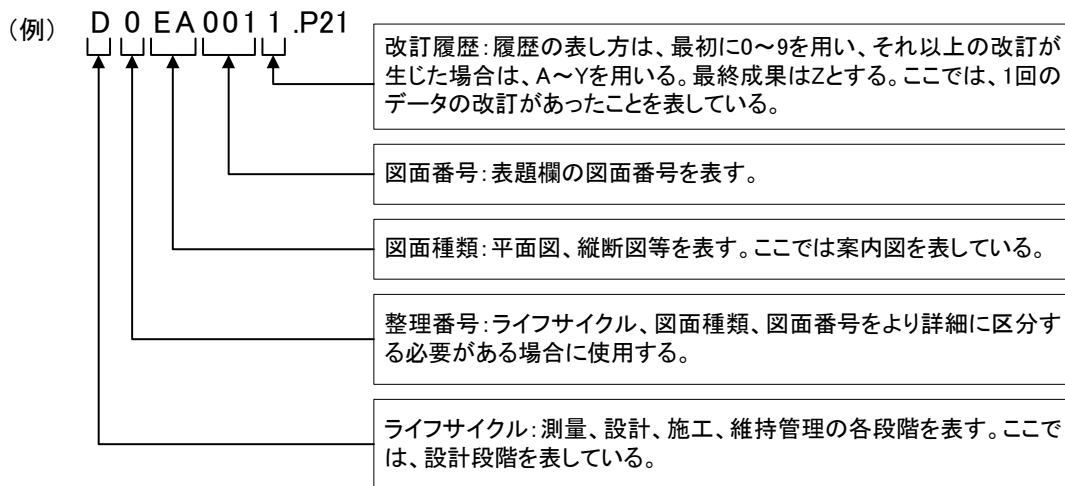 (例) D 0 EA 001 1 .P21
改訂履歴：履歴の表し方は、最初に0～9を用い、それ以上の改訂が
生じた場合は、A～Yを用いる。最終成果はZとする。ここでは、1回の
データの改訂があったことを表している。
図面番号：表題欄の図面番号を表す。
図面種類：平面図、縦断図等を表す。ここでは案内図を表している。
整理番号：ライフサイクル、図面種類、図面番号をより詳細に区分す
る必要がある場合に使用する。
ライフサイクル：測量、設計、施工、維持管理の各段階を表す。ここで
は、設計段階を表している。